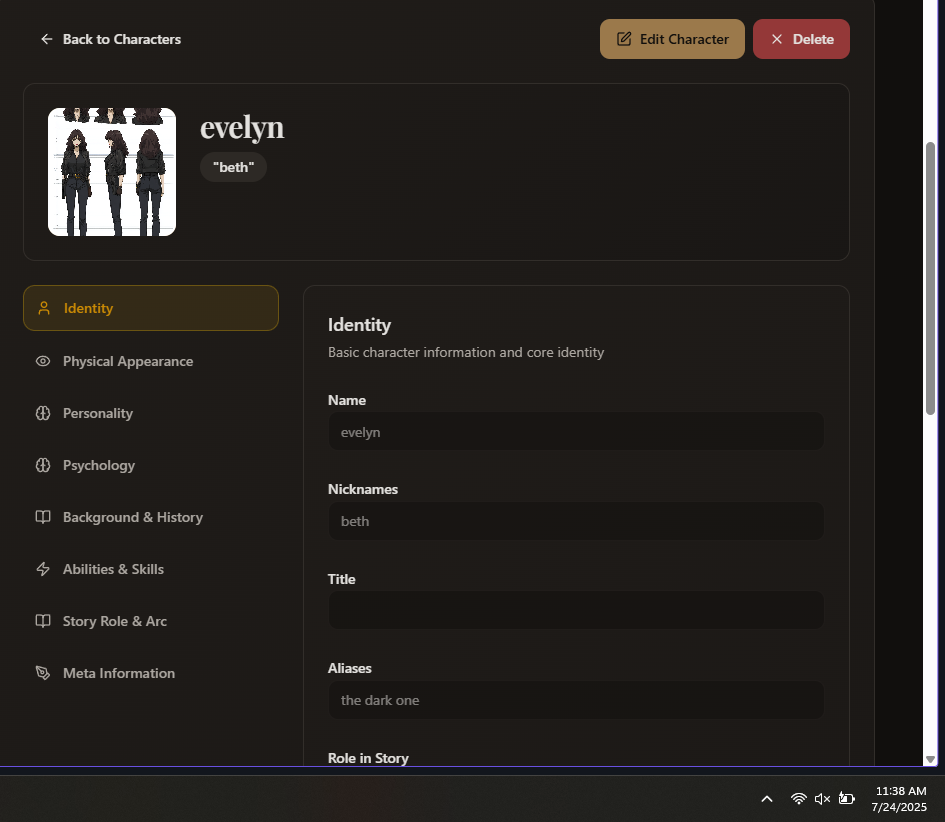 Back to Characters
Edit Character
Delete
evelyn
"beth"
Identity
Physical Appearance
Personality
Psychology
Background & History
Abilities & Skills
Story Role & Arc
Meta Information
Identity
Basic character information and core identity
Name
evelyn
Nicknames
beth
Title
Aliases
the dark one
Role in Story
11:38 AM
7/24/2025